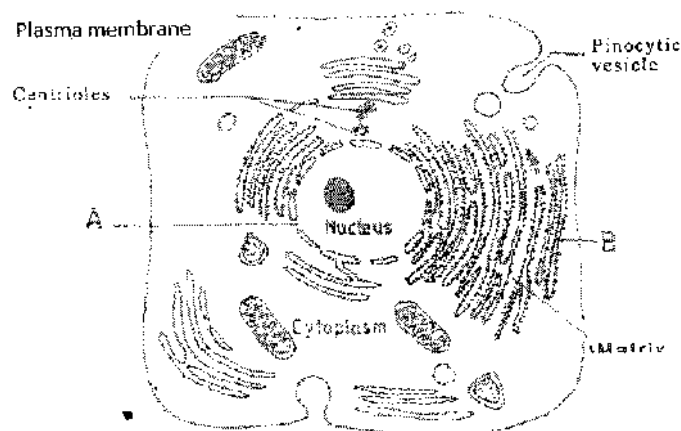 Plasma membrane
Pinocytic
vesicle
Centrioles
A
Nucleus
B
Cytoplasm
Matrix